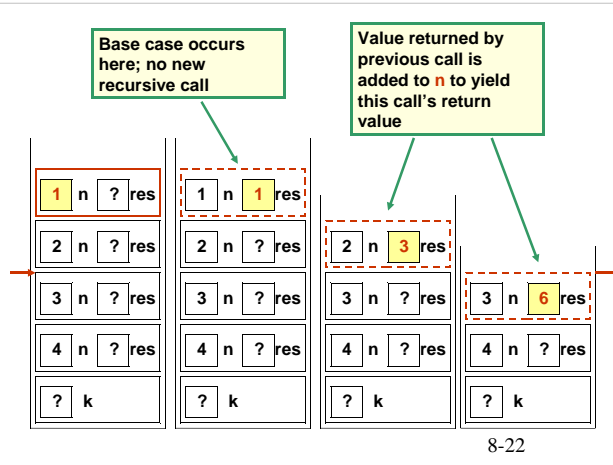 Base case occurs
here; no new
recursive call
Value returned by
previous call is
added to n to yield
this call's return
value
1 n ? res
2 n ? res
3 n ? res
4 n ? res
? k
1 n 1 res
2 n ? res
3 n ? res
4 n ? res
? k
2 n 3 res
3 n ? res
4 n ? res
? k
3 n 6 res
4 n ? res
? k
8-22